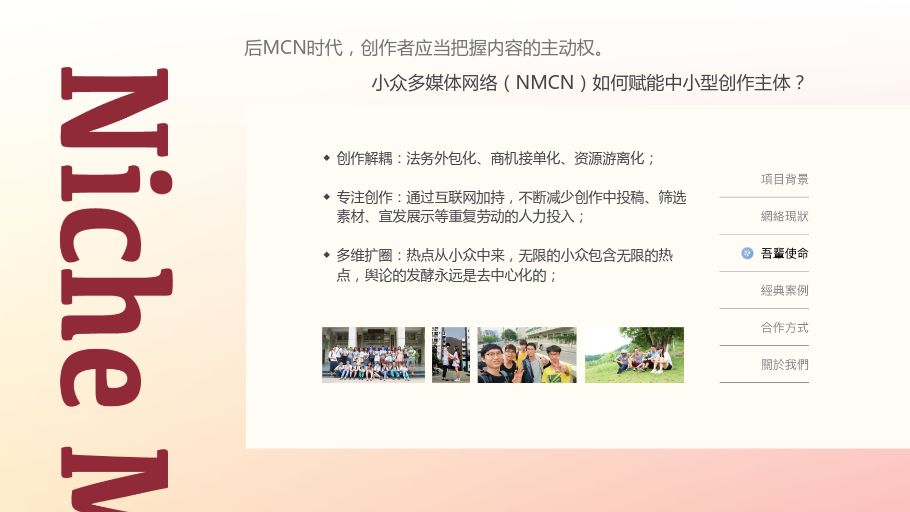 后MCN时代，创作者应当把握内容的主动权。
小众多媒体网络（NMCN）如何赋能中小型创作主体？
Niche M
◆ 创作解耦：法务外包化、商机接单化、资源游离化；
◆ 专注创作：通过互联网加持，不断减少创作中投稿、筛选
素材、宣发展示等重复劳动的人力投入；
◆ 多维扩圈：热点从小众中来，无限的小众包含无限的热
点，舆论的发酵永远是去中心化的；
項目背景
網絡現狀
吾輩使命
經典案例
合作方式
關於我們